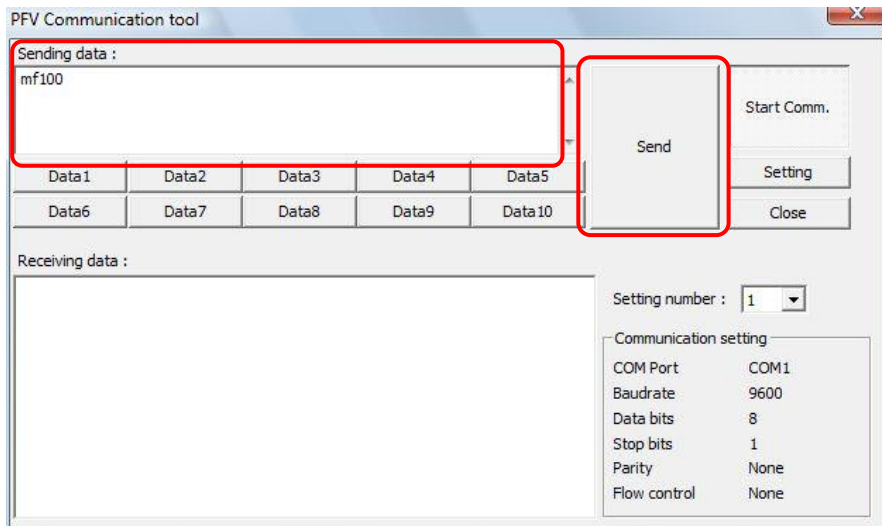 PFV Communication tool
Sending data :
mf100
Send
Start Comm.
Data1 Data2 Data3 Data4 Data5
Setting
Data6 Data7 Data8 Data9 Data10
Close
Receiving data :
Setting number : 1
Communication setting
COM Port COM1
Baudrate 9600
Data bits 8
Stop bits 1
Parity None
Flow control None